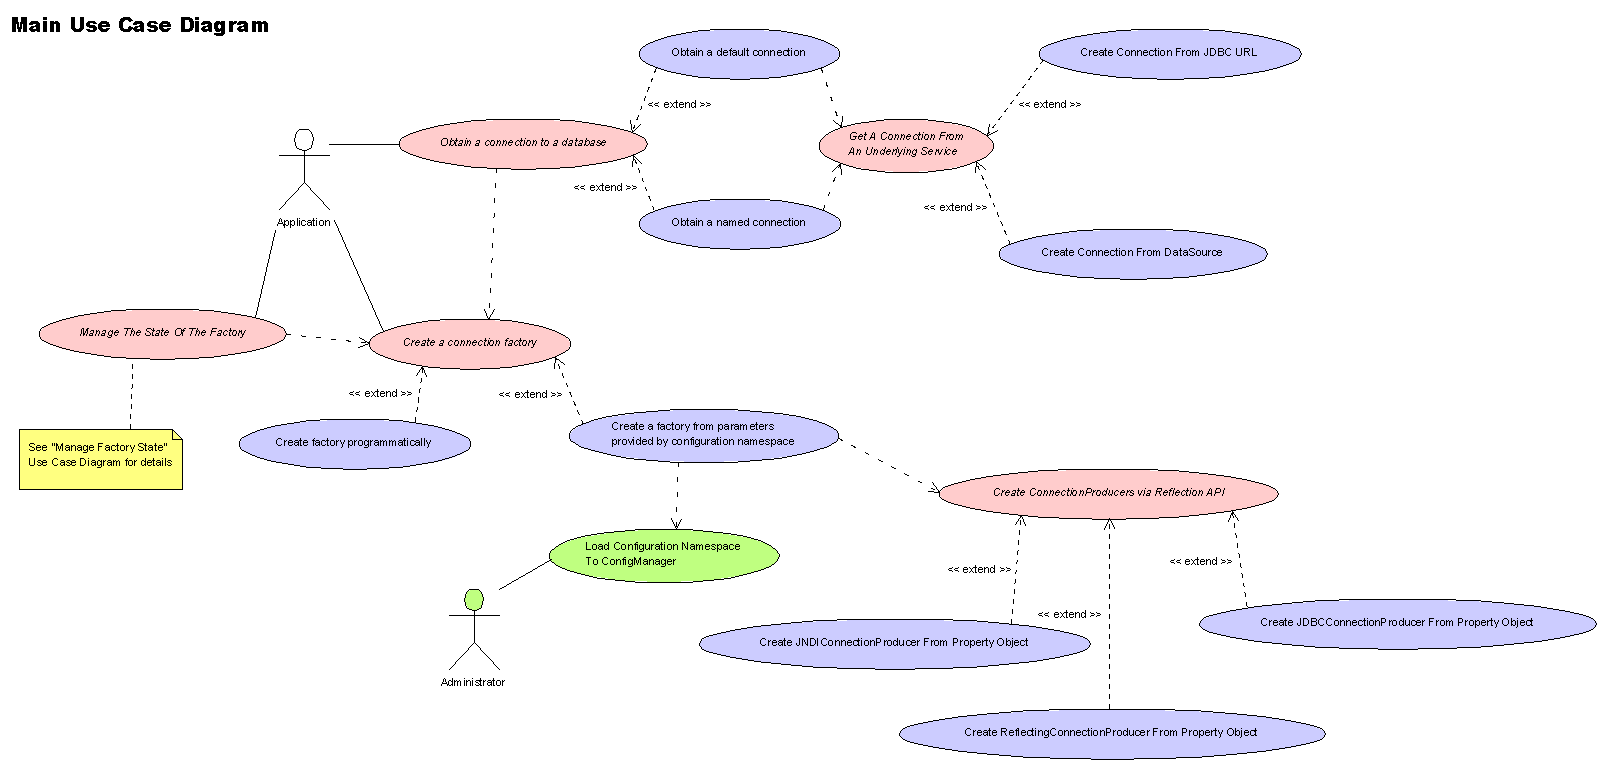 Main Use Case Diagram
Obtain a default connection
Create Connection From JDBC URL
<< extend >>
<< extend >>
Obtain a connection to a database
Get A Connection From
An Underlying Service
<< extend >>
<< extend >>
Application
Obtain a named connection
Create Connection From DataSource
Manage The State Of The Factory
Create a connection factory
<< extend >>
<< extend >>
See "Manage Factory State"
Use Case Diagram for details
Create factory programmatically
Create a factory from parameters
provided by configuration namespace
Create ConnectionProducers via Reflection API
Load Configuration Namespace
To ConfigManager
<< extend >>
<< extend >>
<< extend >>
Create JNDIConnectionProducer From Property Object
Create JDBCConnectionProducer From Property Object
Administrator
Create ReflectingConnectionProducer From Property Object